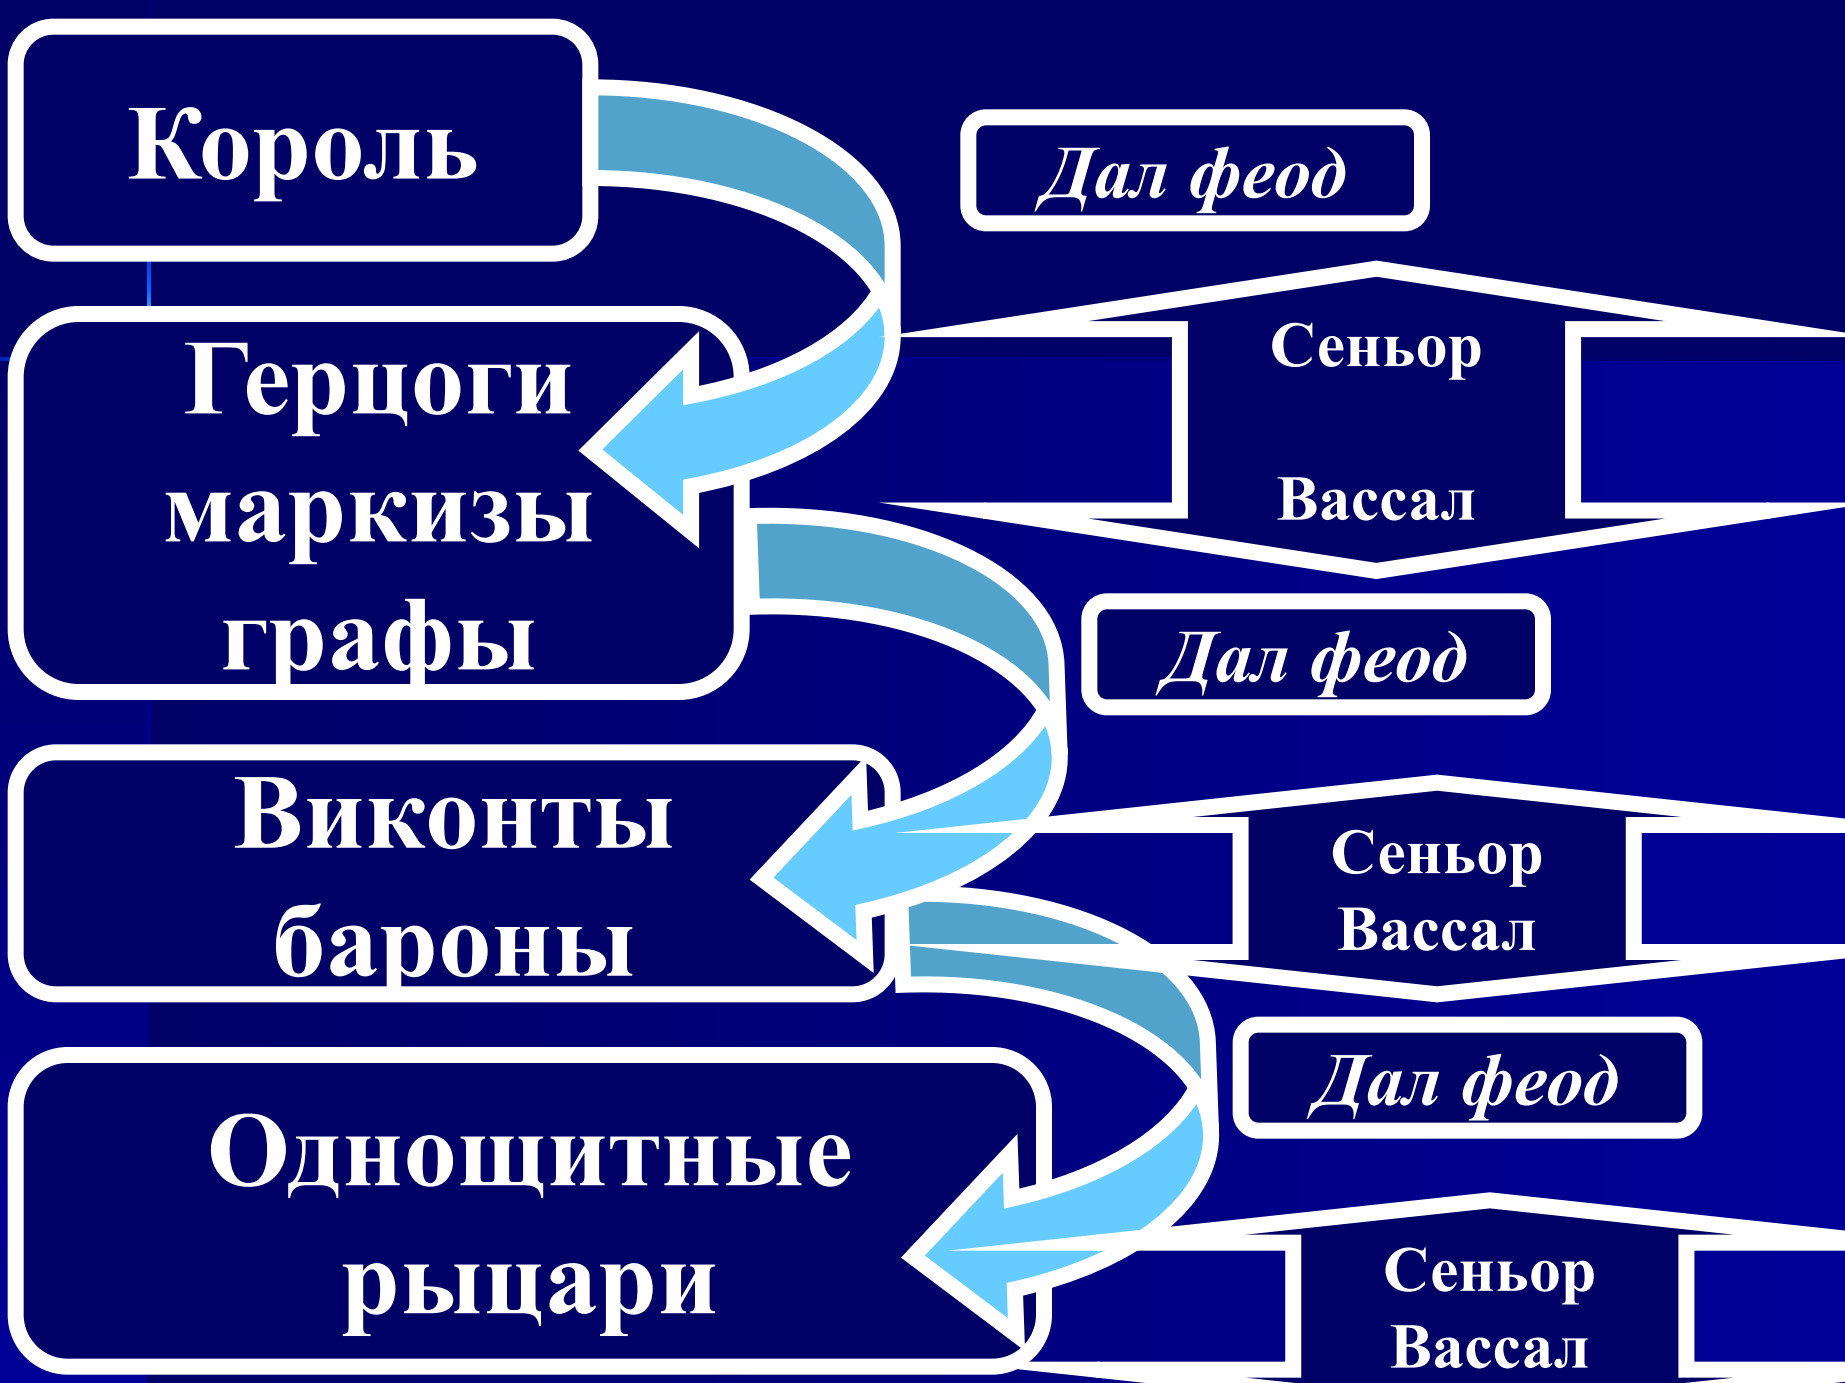 Король
Дал феод
Сеньор
Вассал
Герцоги
маркизы
графы
Дал феод
Сеньор
Вассал
Виконты
бароны
Дал феод
Сеньор
Вассал
Однощитные
рыцари